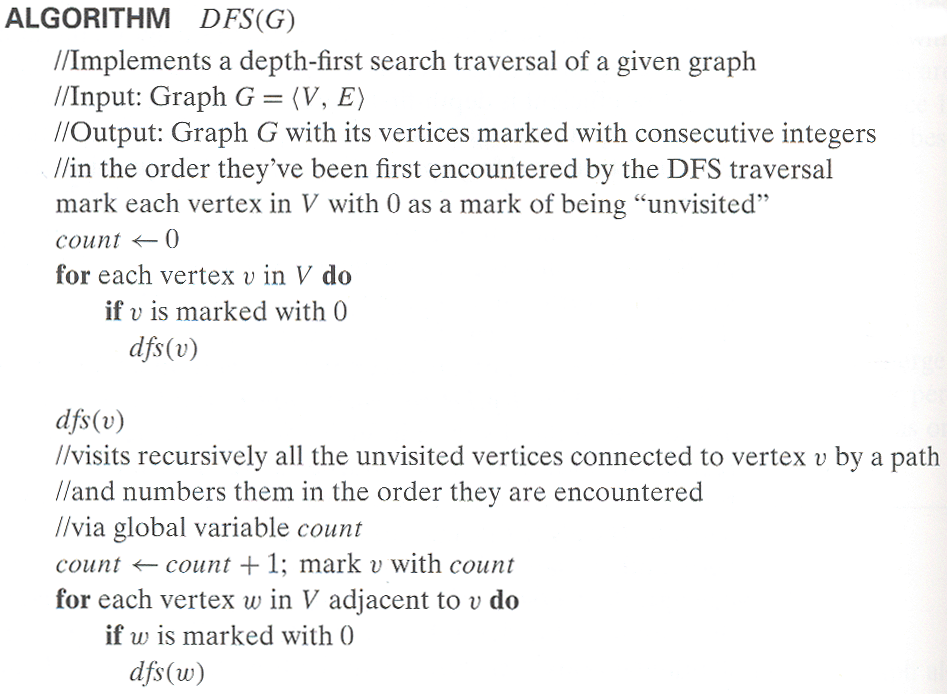 ALGORITHM DFS(G)
//Implements a depth-first search traversal of a given graph
//Input: Graph G = ⟨V, E⟩
//Output: Graph G with its vertices marked with consecutive integers
//in the order they've been first encountered by the DFS traversal
mark each vertex in V with 0 as a mark of being “unvisited”
count ← 0
for each vertex v in V do
if v is marked with 0
dfs(v)
dfs(v)
//visits recursively all the unvisited vertices connected to vertex v by a path
//and numbers them in the order they are encountered
//via global variable count
count ← count + 1; mark v with count
for each vertex w in V adjacent to v do
if w is marked with 0
dfs(w)